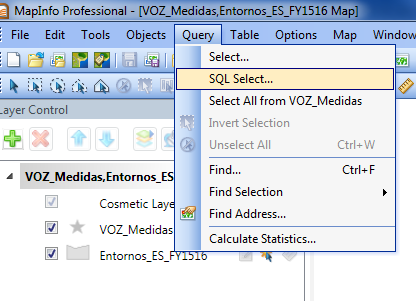 MapInfo Professional - [VOZ_Medidas,Entornos_ES_FY1516 Map]
File Edit Tools Objects Query Table Options Map Window
Select...
SQL Select...
Select All from VOZ_Medidas
Invert Selection
Unselect All Ctrl+W
Find... Ctrl+F
Find Selection
Find Address...
Calculate Statistics...
Layer Control
VOZ_Medidas,Entornos_ES
Cosmetic Laye
VOZ_Medidas
Entornos_ES_FY1516